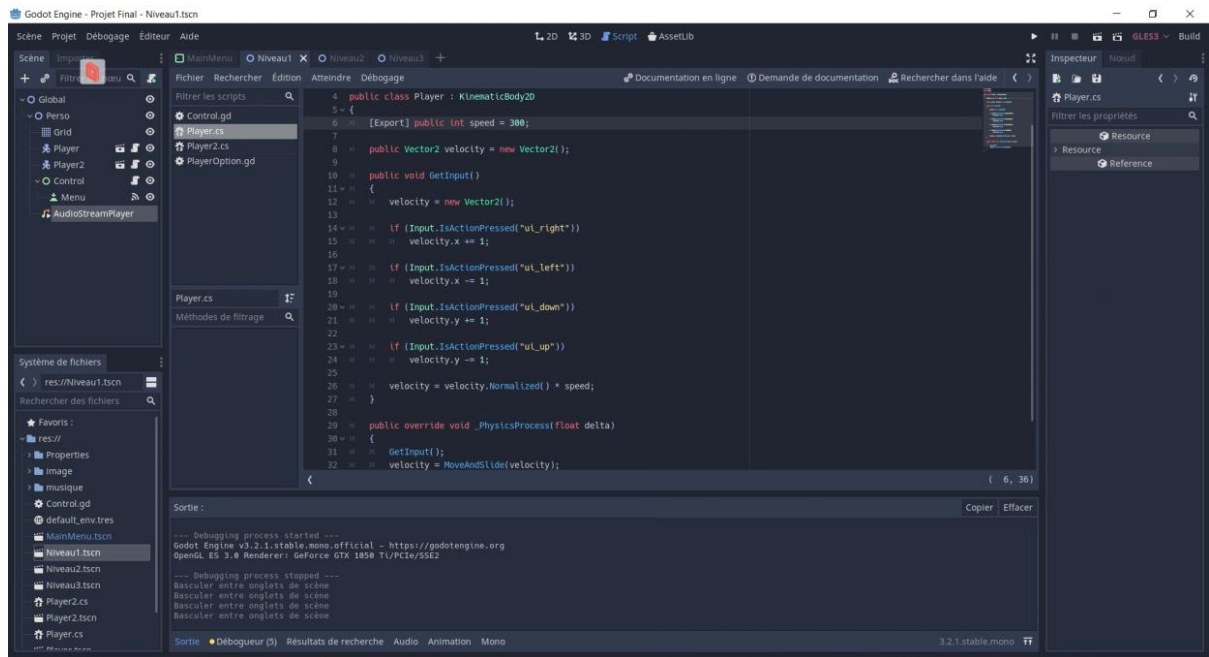 Godot Engine - Projet Final - Niveau1.tscn
Scène Projet Débogage Éditeur Aide
2D 3D Script AssetLib
GLES3 Build
Scène
Filtre
Global
Perso
Grid
Player
Player2
Control
Menu
AudioStreamPlayer
MainMenu Niveau1 Niveau2 Niveau3
Fichier Rechercher Édition Atteindre Débogage
Documentation en ligne Demande de documentation Rechercher dans l'aide
Filtrer les scripts
Control.gd
Player.cs
Player2.cs
PlayerOption.gd
Player.cs
Méthodes de filtrage
4 public class Player : KinematicBody2D
5 {
6 [Export] public int speed = 300;
7
8 public Vector2 velocity = new Vector2();
9
10 public void GetInput()
11 {
12 velocity = new Vector2();
13
14 if (Input.IsActionPressed("ui_right"))
15 velocity.x += 1;
16
17 if (Input.IsActionPressed("ui_left"))
18 velocity.x -= 1;
19
20 if (Input.IsActionPressed("ui_down"))
21 velocity.y += 1;
22
23 if (Input.IsActionPressed("ui_up"))
24 velocity.y -= 1;
25
26 velocity = velocity.Normalized() * speed;
27 }
28
29 public override void _PhysicsProcess(float delta)
30 {
31 GetInput();
32 velocity = MoveAndSlide(velocity);
( 6, 36)
Système de fichiers
res://Niveau1.tscn
Rechercher des fichiers
Favoris :
res://
Properties
image
musique
Control.gd
default_env.tres
MainMenu.tscn
Niveau1.tscn
Niveau2.tscn
Niveau3.tscn
Player2.cs
Player2.tscn
Player.cs
Player.tscn
Sortie :
Copier Effacer
--- Debugging process started ---
Godot Engine v3.2.1.stable.mono.official - https://godotengine.org
OpenGL ES 3.0 Renderer: GeForce GTX 1050 Ti/PCIe/SSE2
--- Debugging process stopped ---
Basculer entre onglets de scène
Basculer entre onglets de scène
Basculer entre onglets de scène
Basculer entre onglets de scène
Sortie Débogueur (5) Résultats de recherche Audio Animation Mono
3.2.1.stable.mono
Inspecteur Nœud
Player.cs
Filtrer les propriétés
Resource
Resource
Reference